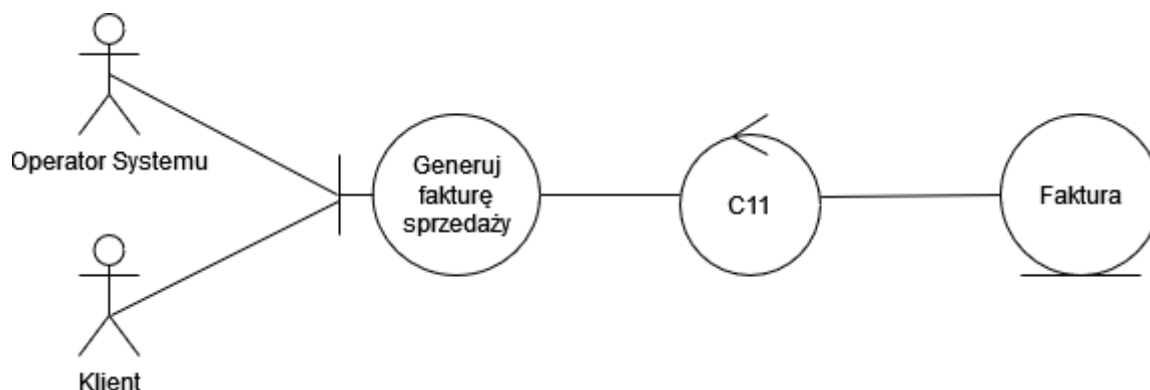 Operator Systemu
Klient
Generuj
fakturę
sprzedaży
C11
Faktura